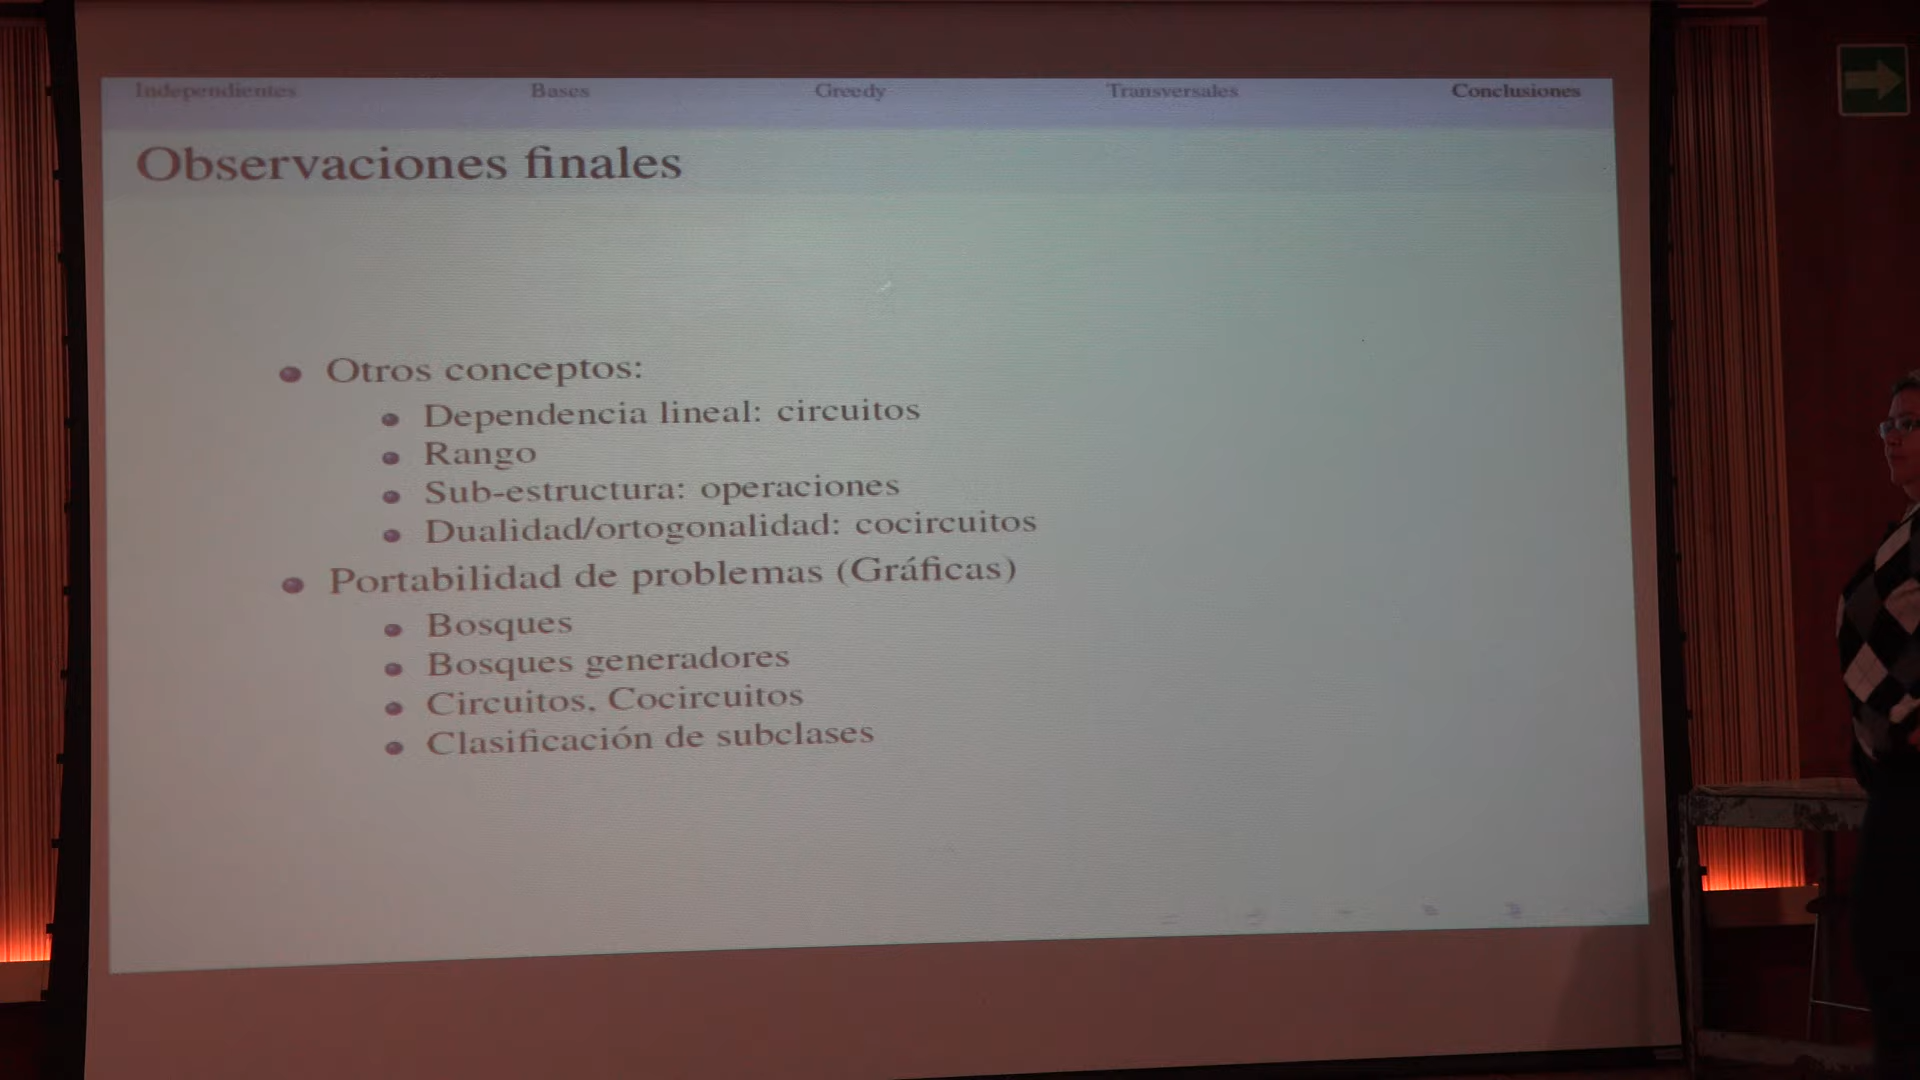 Independientes Bases Greedy Transversales Conclusiones
Observaciones finales
Otros conceptos:
Dependencia lineal: circuitos
Rango
Sub-estructura: operaciones
Dualidad/ortogonalidad: cocircuitos
Portabilidad de problemas (Gráficas)
Bosques
Bosques generadores
Circuitos, Cocircuitos
Clasificación de subclases